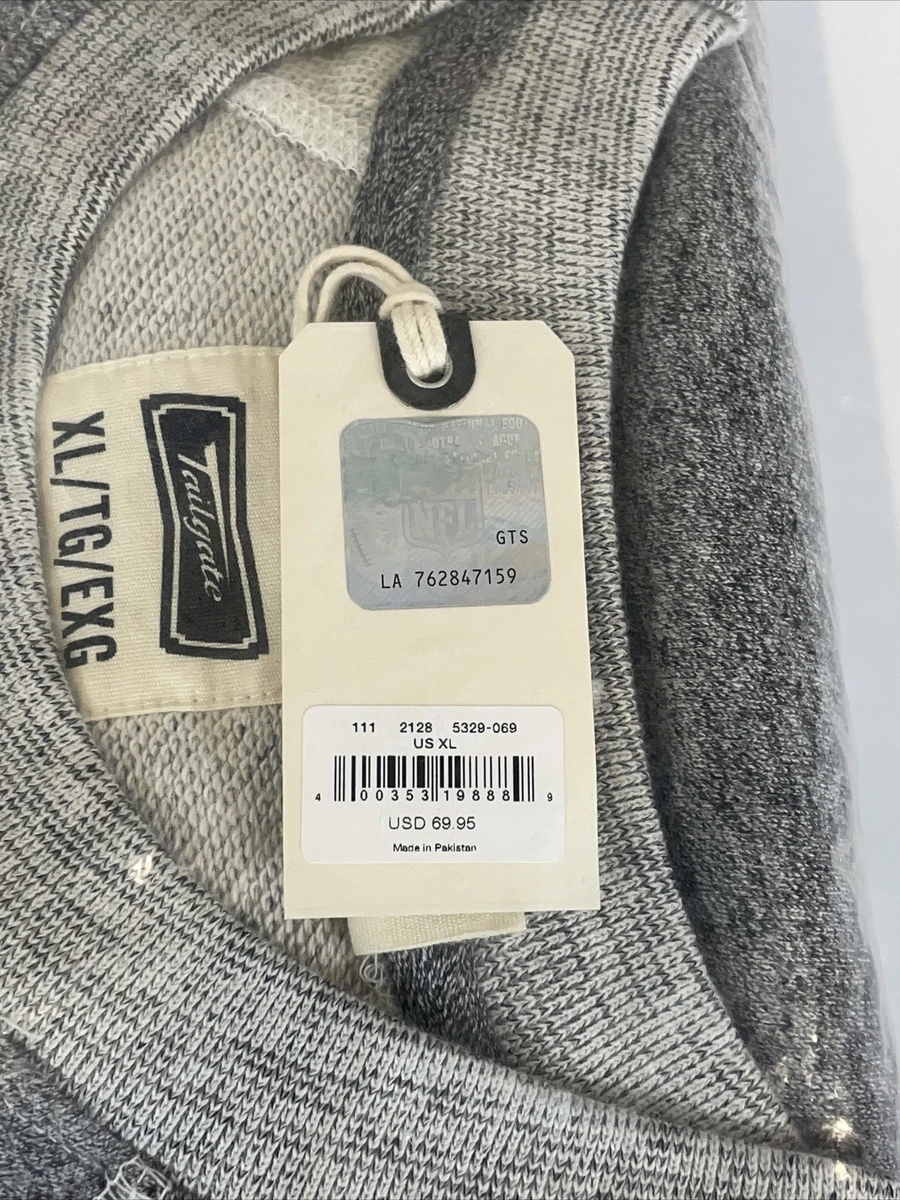 XL/TG/EXG
Tailgate
NFL
GTS
LA 762847159
111 2128 5329-069
US XL
4 00353 19888 9
USD 69.95
Made in Pakistan